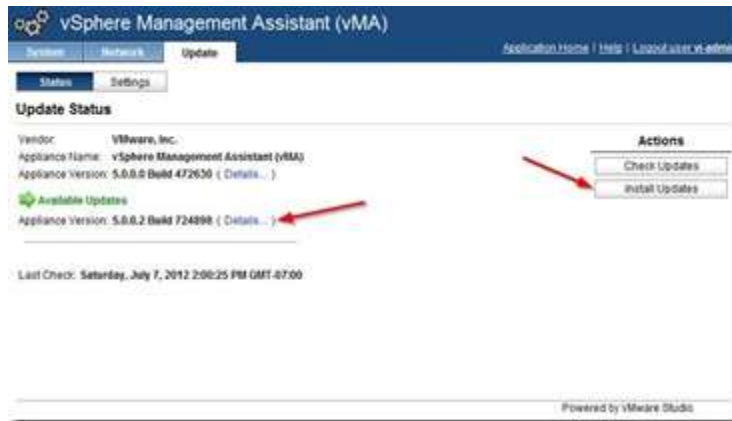 vSphere Management Assistant (vMA)
System Network Update
Application Home | Help | Logout user vi-admin
Status Settings
Update Status
Vendor: VMware, Inc.
Appliance Name: vSphere Management Assistant (vMA)
Appliance Version: 5.0.0.0 Build 472630 ( Details... )
Available Updates
Appliance Version: 5.0.0.2 Build 724898 ( Details... )
Last Check: Saturday, July 7, 2012 2:00:25 PM GMT-07:00
Actions
Check Updates
Install Updates
Powered by VMware Studio